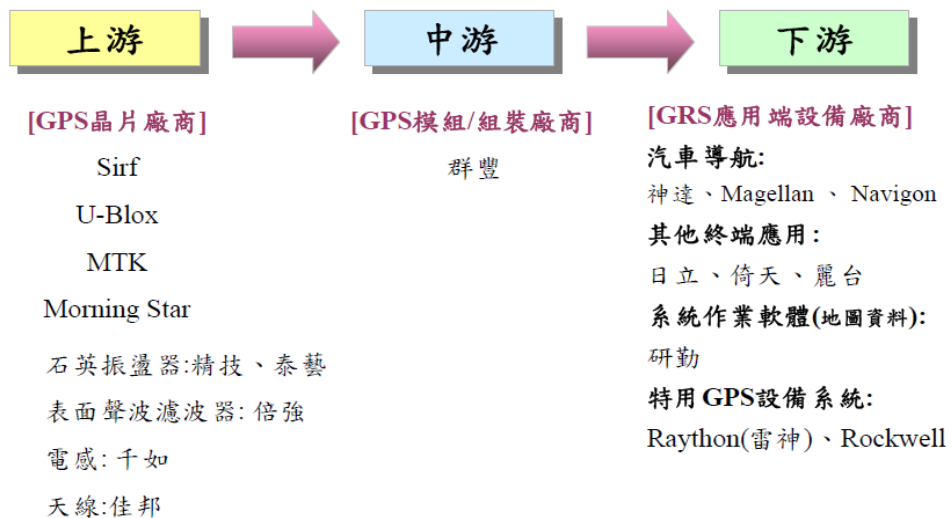 上游
中游
下游
[GPS晶片廠商]
Sirf
U-Blox
MTK
Morning Star
石英振盪器:精技、泰藝
表面聲波濾波器: 倍強
電感: 千如
天線:佳邦
[GPS模組/組裝廠商]
群豐
[GRS應用端設備廠商]
汽車導航:
神達、Magellan 、 Navigon
其他終端應用:
日立、倚天、麗台
系統作業軟體(地圖資料):
研勤
特用GPS設備系統:
Raython(雷神)、Rockwell